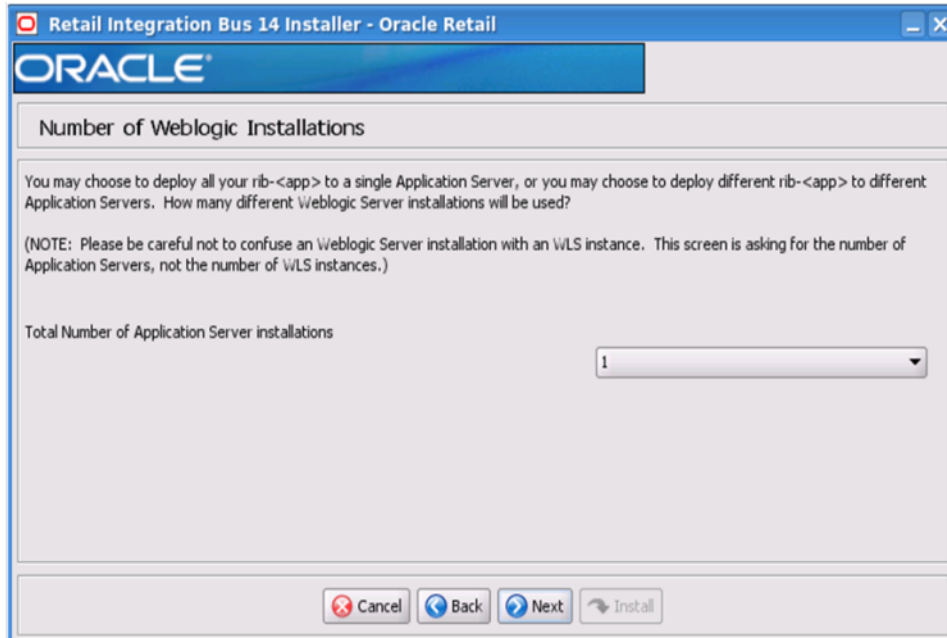 Retail Integration Bus 14 Installer - Oracle Retail
ORACLE
Number of Weblogic Installations
You may choose to deploy all your rib-<app> to a single Application Server, or you may choose to deploy different rib-<app> to different
Application Servers. How many different Weblogic Server installations will be used?
(NOTE: Please be careful not to confuse an Weblogic Server installation with an WLS instance. This screen is asking for the number of
Application Servers, not the number of WLS instances.)
Total Number of Application Server installations
1
Cancel Back Next Install